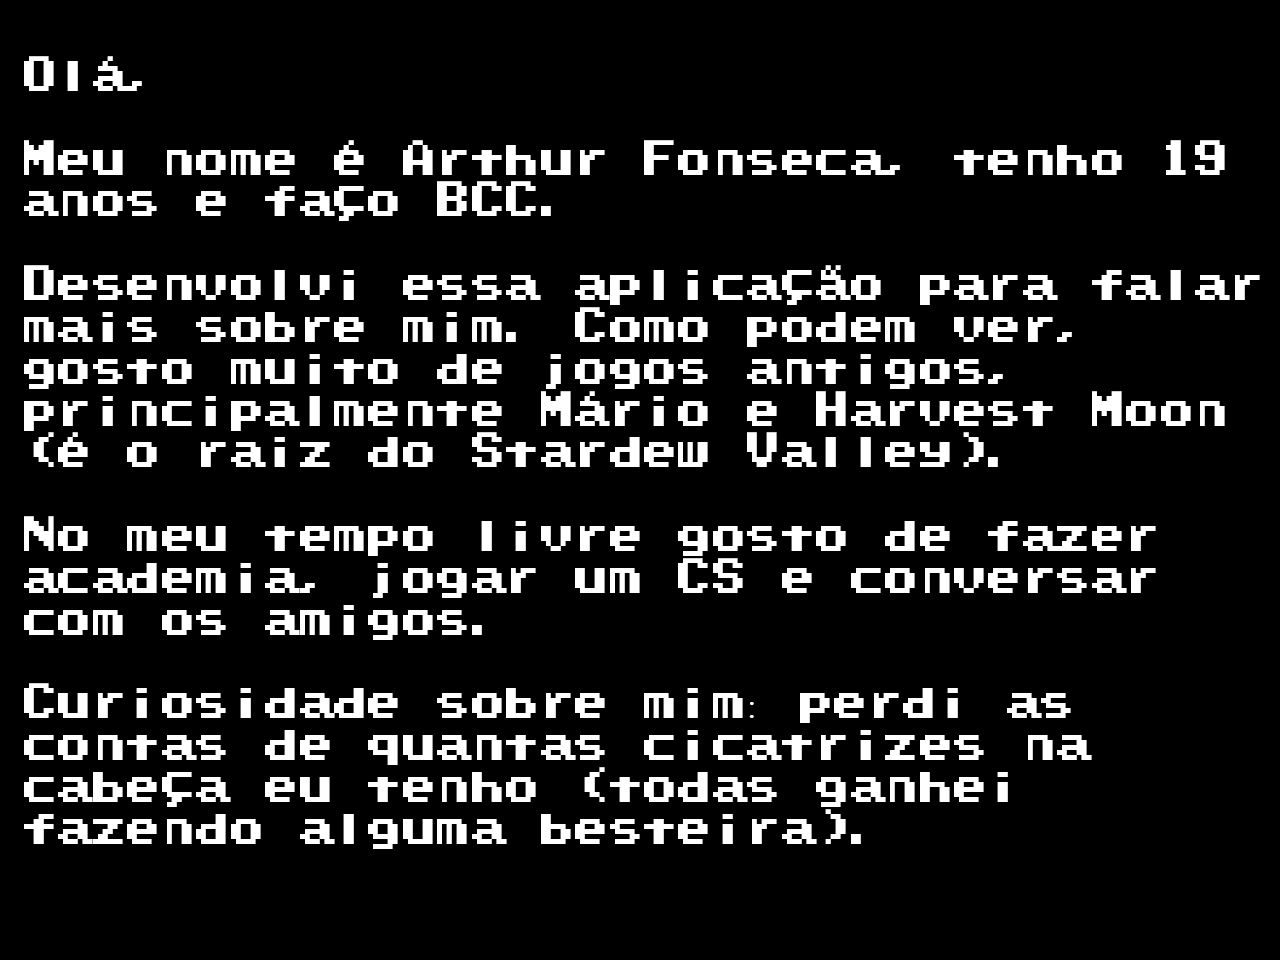 Olá,
Meu nome é Arthur Fonseca, tenho 19
anos e faço BCC.
Desenvolvi essa aplicação para falar
mais sobre mim. Como podem ver,
gosto muito de jogos antigos,
principalmente Mário e Harvest Moon
(é o raiz do Stardew Valley).
No meu tempo livre gosto de fazer
academia, jogar um CS e conversar
com os amigos.
Curiosidade sobre mim: perdi as
contas de quantas cicatrizes na
cabeça eu tenho (todas ganhei
fazendo alguma besteira).